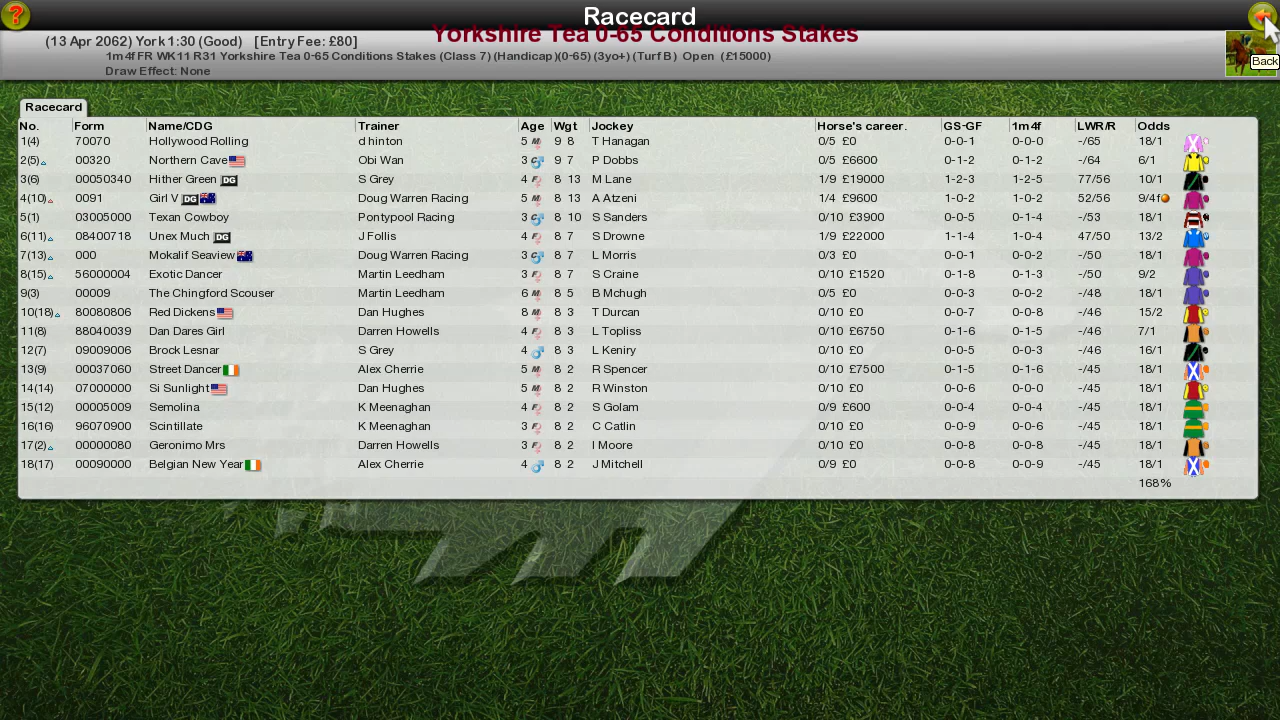 Racecard
Yorkshire Tea 0-65 Conditions Stakes
(13 Apr 2062) York 1:30 (Good) [Entry Fee: £80]
1m4f FR WK11 R31 Yorkshire Tea 0-65 Conditions Stakes (Class 7) (Handicap)(0-65) (3yo+) (Turf B) Open (£15000)
Draw Effect: None
Back
Racecard
No. Form Name/CDG Trainer Age Wgt Jockey Horse's career. GS-GF 1m4f LWR/R Odds
1(4) 70070 Hollywood Rolling d hinton 5 M 9 8 T Hanagan 0/5 £0 0-0-1 0-0-0 -/65 18/1
2(5) 00320 Northern Cave Obi Wan 3 C 9 7 P Dobbs 0/5 £6600 0-1-2 0-1-2 -/64 6/1
3(6) 00050340 Hither Green DG S Grey 4 F 8 13 M Lane 1/9 £19000 1-2-3 1-2-5 77/56 10/1
4(10) 0091 Girl V DG Doug Warren Racing 5 M 8 13 A Atzeni 1/4 £9600 1-0-2 1-0-2 52/56 9/4f
5(1) 03005000 Texan Cowboy Pontypool Racing 3 C 8 10 S Sanders 0/10 £3900 0-0-3 0-1-4 -/53 18/1
6(11) 08400718 Unex Much DG J Follis 4 F 8 7 S Drowne 1/9 £22000 1-1-4 1-0-4 47/50 13/2
7(13) 000 Mokalif Seaview Doug Warren Racing 3 C 8 7 L Morris 0/3 £0 0-0-1 0-0-2 -/50 18/1
8(15) 56000004 Exotic Dancer Martin Leedham 3 F 8 7 S Craine 0/10 £1520 0-1-8 0-1-3 -/50 9/2
9(3) 00009 The Chingford Scouser Martin Leedham 6 M 8 5 B Mchugh 0/5 £0 0-0-3 0-0-2 -/48 18/1
10(18) 80080806 Red Dickens Dan Hughes 8 M 8 3 T Durcan 0/10 £0 0-0-7 0-0-8 -/46 15/2
11(8) 88040039 Dan Dares Girl Darren Howells 4 F 8 3 L Topliss 0/10 £6750 0-1-6 0-1-5 -/46 7/1
12(7) 09009006 Brock Lesnar S Grey 4 8 3 L Keniry 0/10 £0 0-0-5 0-0-3 -/46 16/1
13(9) 00037060 Street Dancer Alex Cherrie 5 M 8 2 R Spencer 0/10 £7500 0-1-5 0-1-6 -/45 18/1
14(14) 07000000 Si Sunlight Dan Hughes 5 M 8 2 R Winston 0/10 £0 0-0-6 0-0-0 -/45 18/1
15(12) 00005009 Semolina K Meenaghan 4 F 8 2 S Golam 0/9 £600 0-0-4 0-0-4 -/45 18/1
16(16) 96070900 Scintillate K Meenaghan 3 F 8 2 C Catlin 0/10 £0 0-0-9 0-0-6 -/45 18/1
17(2) 00000080 Geronimo Mrs Darren Howells 3 F 8 2 I Moore 0/10 £0 0-0-8 0-0-8 -/45 18/1
18(17) 00090000 Belgian New Year Alex Cherrie 4 8 2 J Mitchell 0/9 £0 0-0-8 0-0-9 -/45 18/1
168%